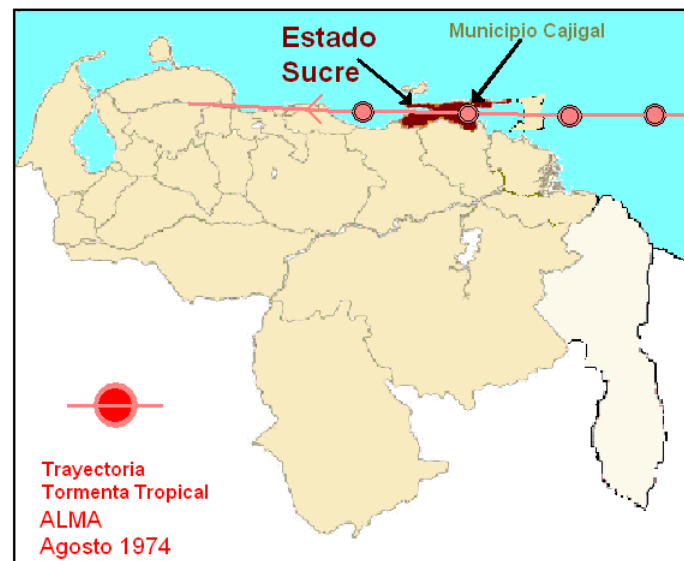 Estado
Sucre
Municipio Cajigal
Trayectoria
Tormenta Tropical
ALMA
Agosto 1974